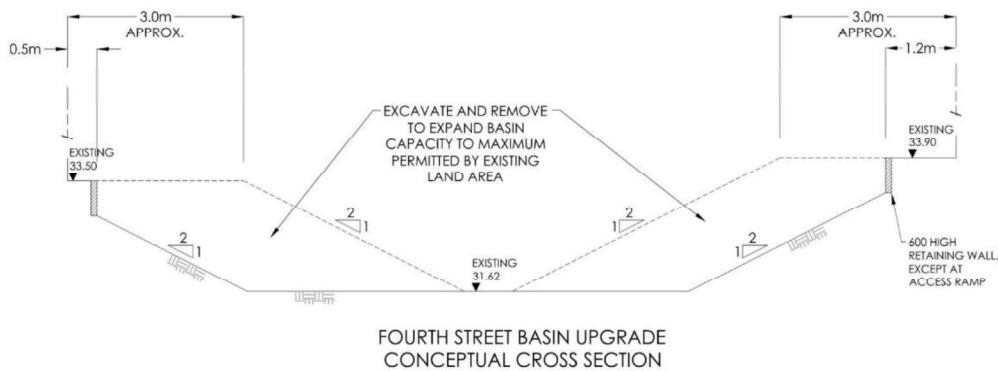 3.0m
APPROX.
0.5m
3.0m
APPROX.
1.2m
EXCAVATE AND REMOVE
TO EXPAND BASIN
CAPACITY TO MAXIMUM
PERMITTED BY EXISTING
LAND AREA
EXISTING
33.50
EXISTING
33.90
2
1
2
1
2
1
2
1
EXISTING
31.62
600 HIGH
RETAINING WALL,
EXCEPT AT
ACCESS RAMP
FOURTH STREET BASIN UPGRADE
CONCEPTUAL CROSS SECTION